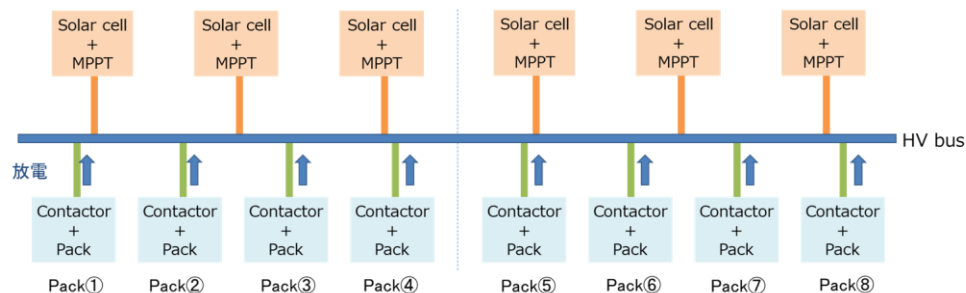 Solar cell
+
MPPT
Solar cell
+
MPPT
Solar cell
+
MPPT
Solar cell
+
MPPT
Solar cell
+
MPPT
Solar cell
+
MPPT
HV bus
放電
Contactor
+
Pack
Contactor
+
Pack
Contactor
+
Pack
Contactor
+
Pack
Contactor
+
Pack
Contactor
+
Pack
Contactor
+
Pack
Contactor
+
Pack
Pack①
Pack②
Pack③
Pack④
Pack⑤
Pack⑥
Pack⑦
Pack⑧